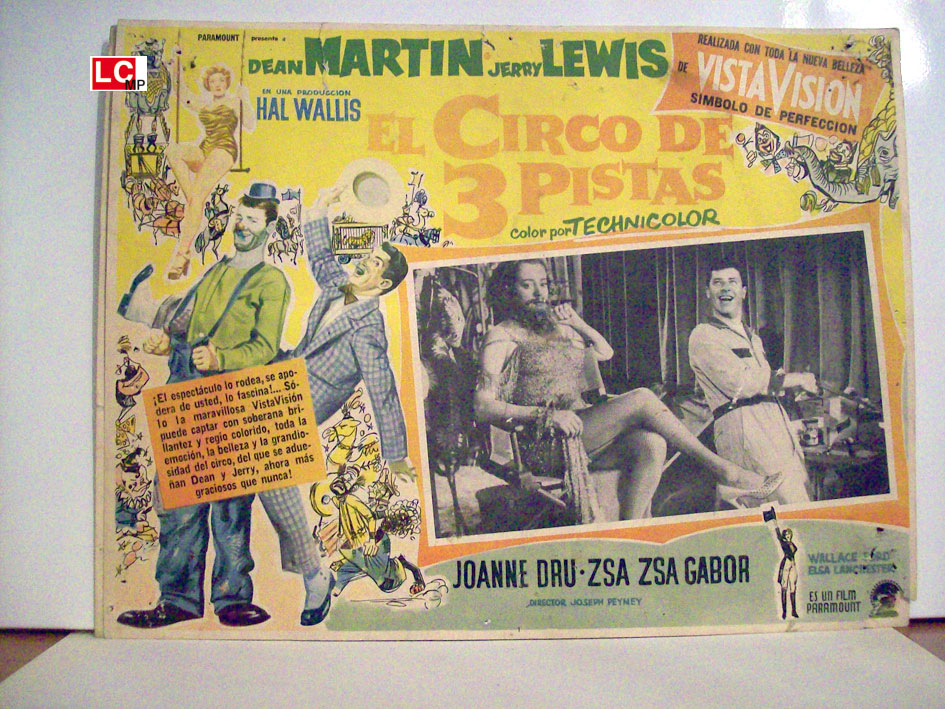 LC
MP
PARAMOUNT presenta a
DEAN MARTIN JERRY LEWIS
EN UNA PRODUCCION
HAL WALLIS
REALIZADA CON TODA LA NUEVA BELLEZA
DE VISTAVISIÓN
SIMBOLO DE PERFECCION
EL CIRCO DE
3 PISTAS
Color por TECHNICOLOR
¡El espectáculo lo rodea, se apo-
dera de usted, lo fascina!... Só-
lo la maravillosa VistaVisión
puede captar con soberana bri-
llantez y regio colorido, toda la
emoción, la belleza y la grandio-
sidad del circo, del que se adue-
ñan Dean y Jerry, ahora más
graciosos que nunca!
JOANNE DRU · ZSA ZSA GABOR
DIRECTOR JOSEPH PEVNEY
WALLACE FORD
ELSA LANCHESTER
ES UN FILM
PARAMOUNT